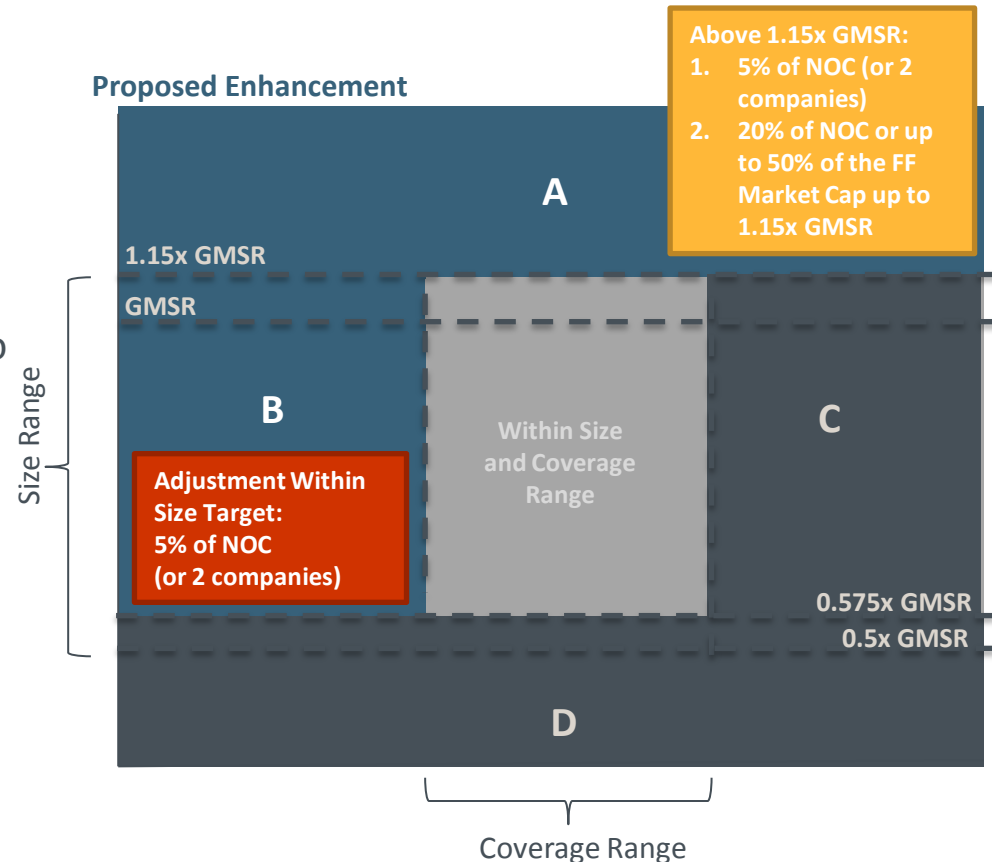 Above 1.15x GMSR:
1. 5% of NOC (or 2
companies)
2. 20% of NOC or up
to 50% of the FF
Market Cap up to
1.15x GMSR
Proposed Enhancement
A
1.15x GMSR
GMSR
Size Range
B
C
Within Size
and Coverage
Range
Adjustment Within
Size Target:
5% of NOC
(or 2 companies)
0.575x GMSR
0.5x GMSR
D
Coverage Range